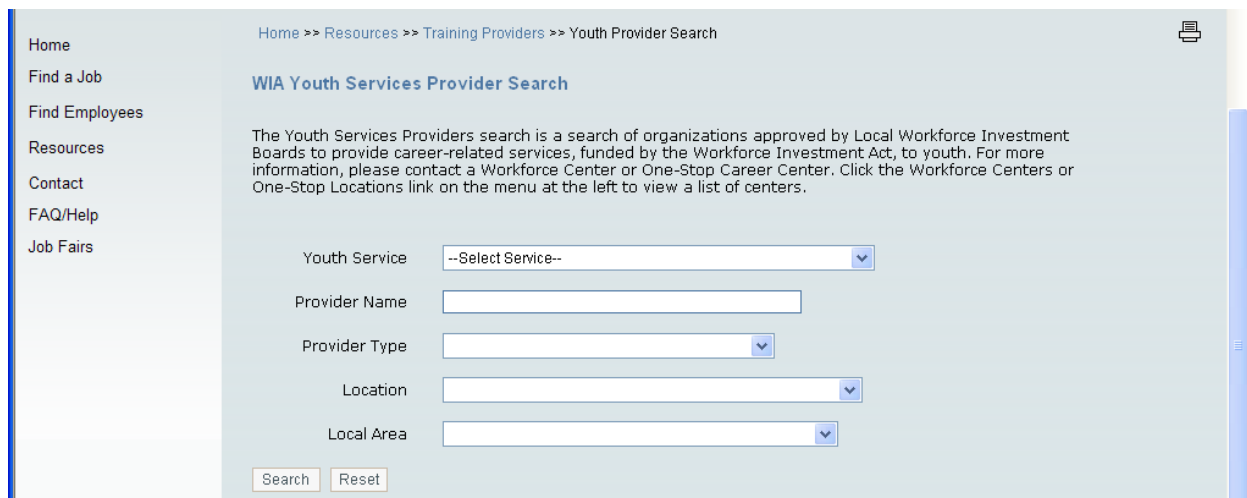 Home
Find a Job
Find Employees
Resources
Contact
FAQ/Help
Job Fairs
Home >> Resources >> Training Providers >> Youth Provider Search
WIA Youth Services Provider Search
The Youth Services Providers search is a search of organizations approved by Local Workforce Investment
Boards to provide career-related services, funded by the Workforce Investment Act, to youth. For more
information, please contact a Workforce Center or One-Stop Career Center. Click the Workforce Centers or
One-Stop Locations link on the menu at the left to view a list of centers.
Youth Service --Select Service--
Provider Name
Provider Type
Location
Local Area
Search Reset